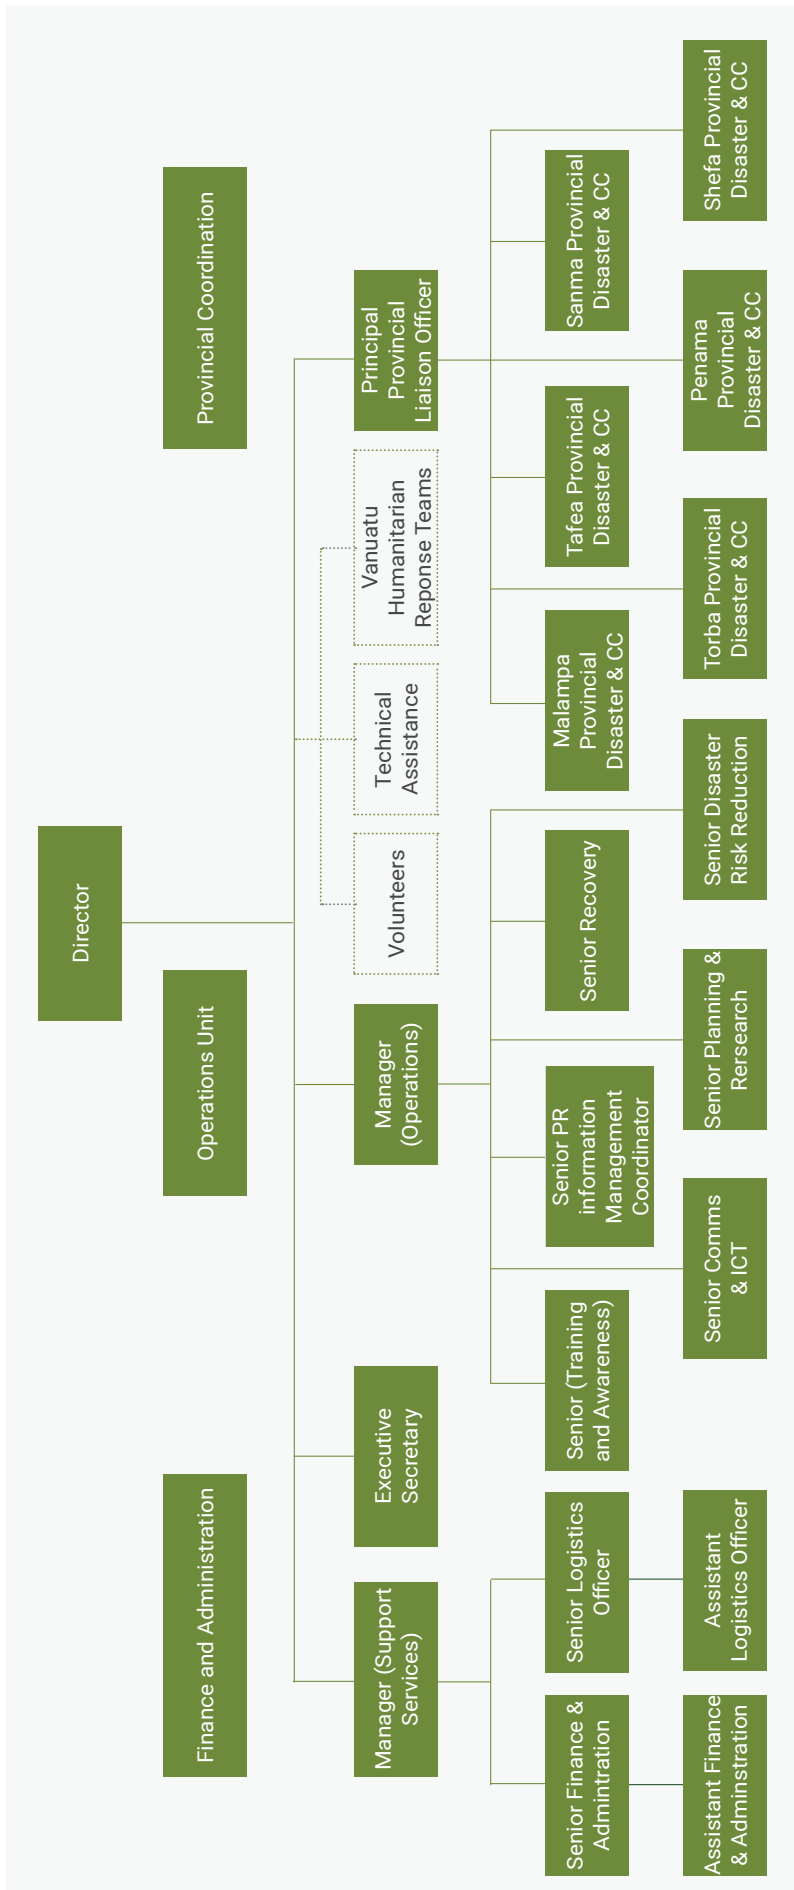 Director
Finance and Administration
Operations Unit
Provincial Coordination
Manager (Support
Services)
Executive
Secretary
Manager
(Operations)
Volunteers
Technical
Assistance
Vanuatu
Humanitarian
Reponse Teams
Principal
Provincial
Liaison Officer
Senior Finance &
Admintration
Senior Logistics
Officer
Senior (Training
and Awareness)
Senior PR
information
Management
Coordinator
Senior Recovery
Malampa
Provincial
Disaster & CC
Tafea Provincial
Disaster & CC
Sanma Provincial
Disaster & CC
Assistant Finance
& Adminstration
Assistant
Logistics Officer
Senior Comms
& ICT
Senior Planning &
Rersearch
Senior Disaster
Risk Reduction
Torba Provincial
Disaster & CC
Penama
Provincial
Disaster & CC
Shefa Provincial
Disaster & CC